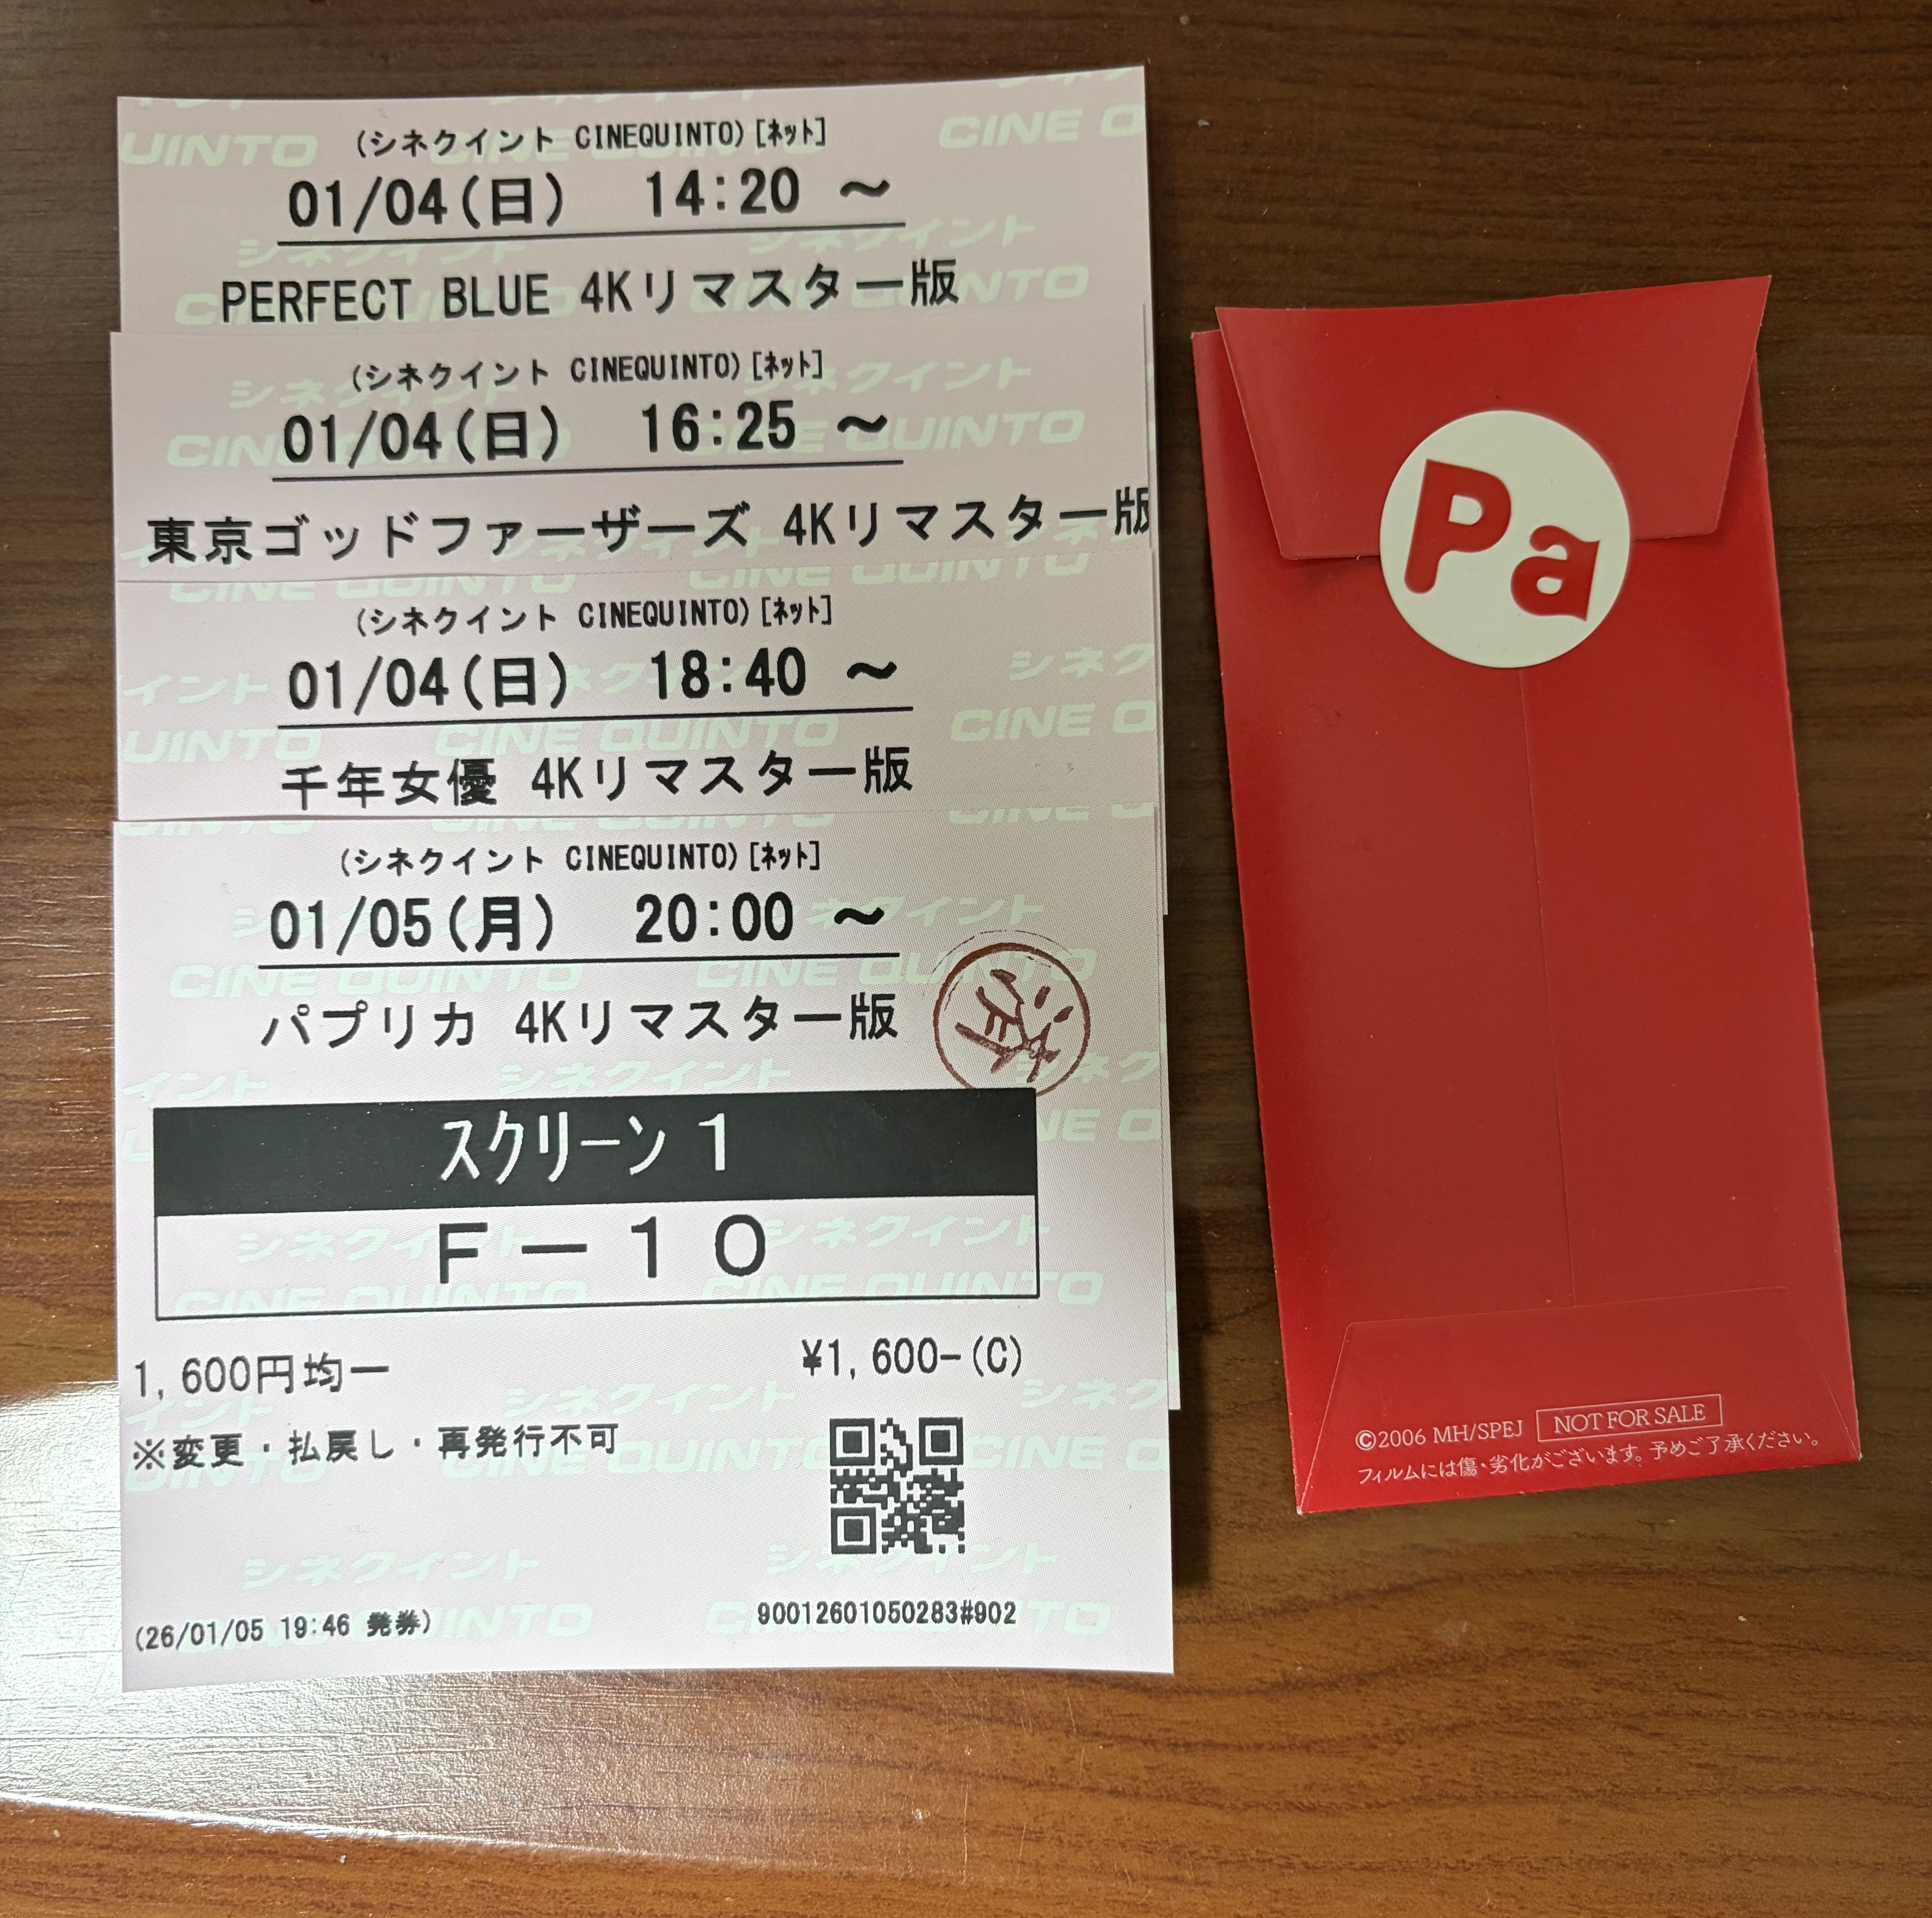 (シネクイント CINEQUINTO)[ネット]
01/04(日) 14:20 ～
PERFECT BLUE 4Kリマスター版
(シネクイント CINEQUINTO)[ネット]
01/04(日) 16:25 ～
東京ゴッドファーザーズ 4Kリマスター版
(シネクイント CINEQUINTO)[ネット]
01/04(日) 18:40 ～
千年女優 4Kリマスター版
(シネクイント CINEQUINTO)[ネット]
01/05(月) 20:00 ～
パプリカ 4Kリマスター版
スクリーン 1
F－10
1,600円均一 ¥1,600-(C)
※変更・払戻し・再発行不可
(26/01/05 19:46 発券) 90012601050283#902
Pa
©2006 MH/SPEJ NOT FOR SALE
フィルムには傷・劣化がございます。予めご了承ください。